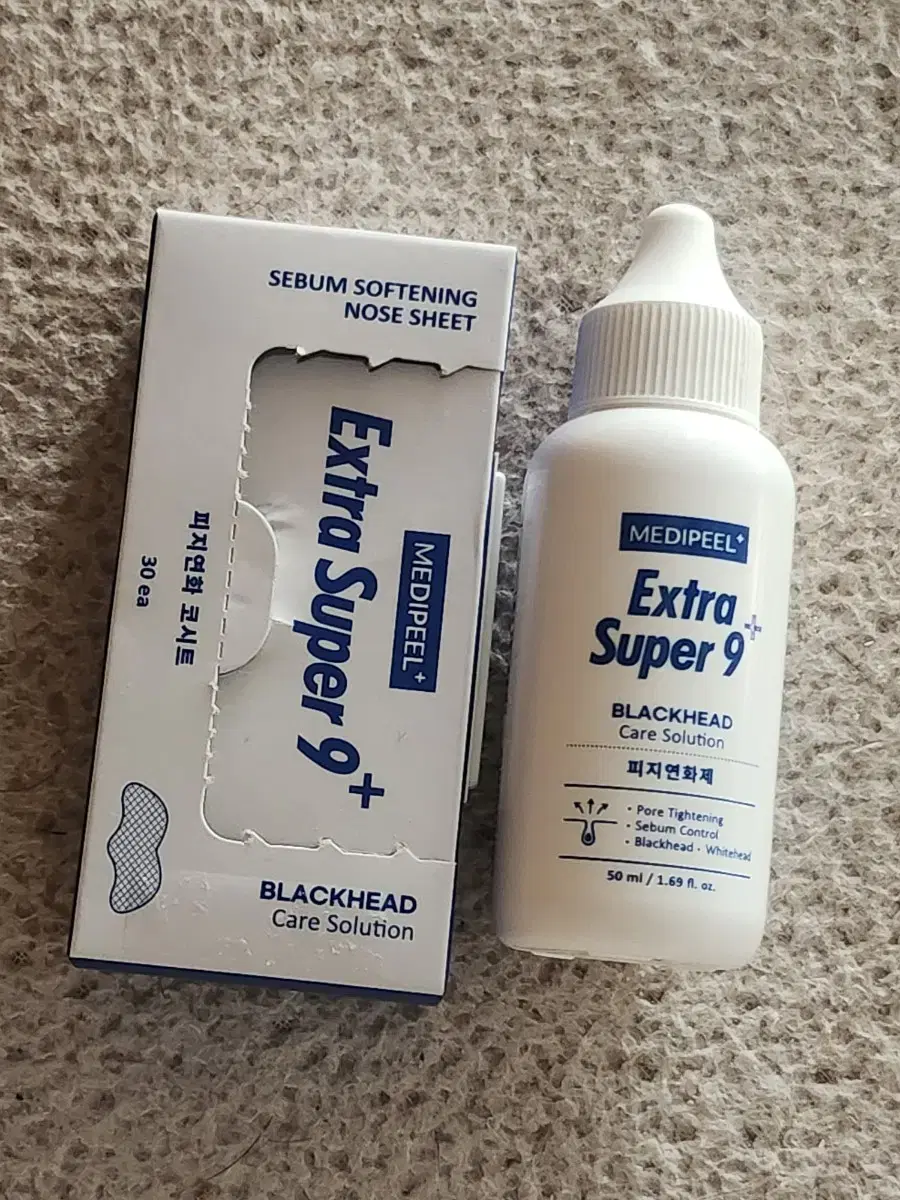 SEBUM SOFTENING
NOSE SHEET
MEDIPEEL+
Extra Super 9+
피지연화 코시트
30 ea
BLACKHEAD
Care Solution
MEDIPEEL+
Extra
Super 9+
BLACKHEAD
Care Solution
피지연화제
• Pore Tightening
• Sebum Control
• Blackhead · Whitehead
50 ml / 1.69 fl. oz.